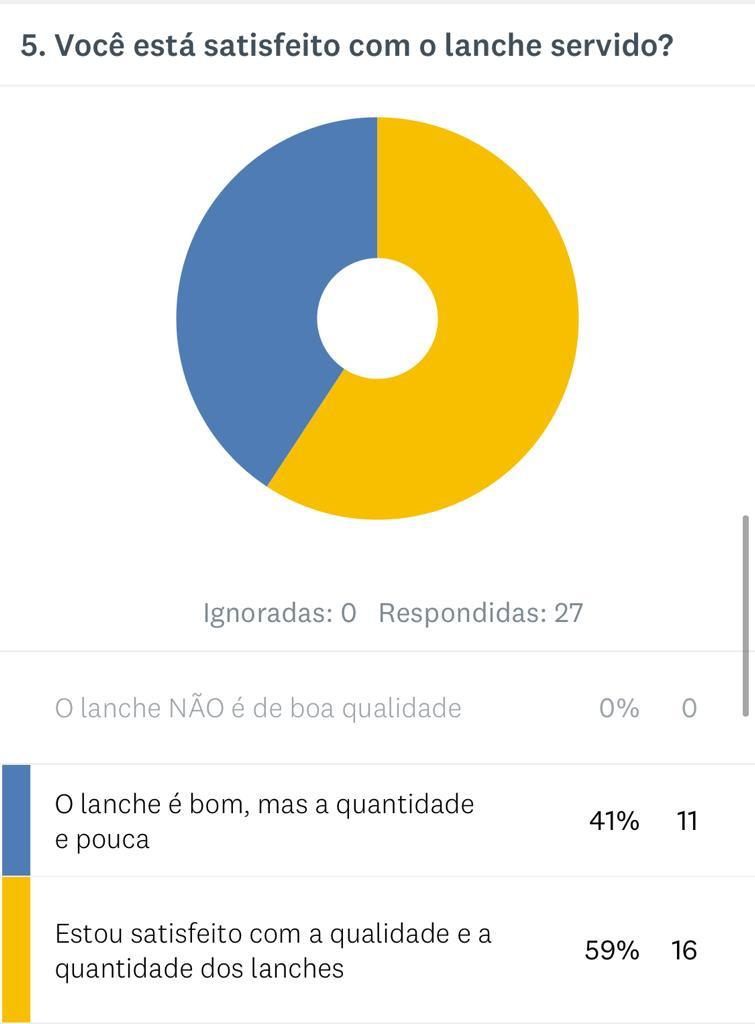 5. Você está satisfeito com o lanche servido?
Ignoradas: 0 Respondidas: 27
O lanche NÃO é de boa qualidade 0% 0
O lanche é bom, mas a quantidade
e pouca 41% 11
Estou satisfeito com a qualidade e a
quantidade dos lanches 59% 16